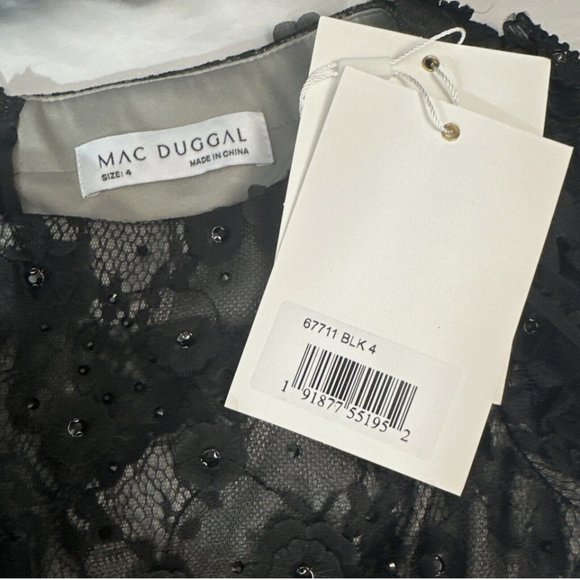 MAC DUGGAL
SIZE: 4 MADE IN CHINA
67711 BLK 4
1 91877 55195 2